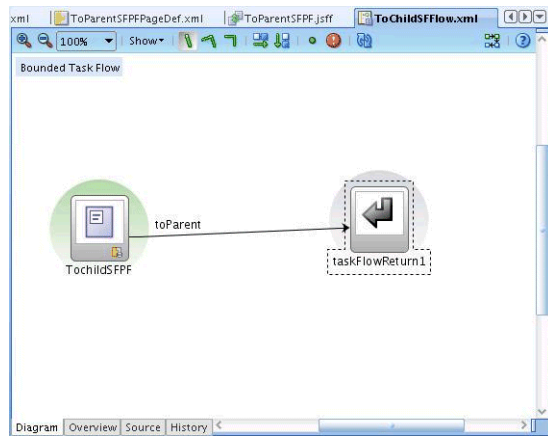 xml ToParentSFPFPageDef.xml ToParentSFPF.jsff ToChildSFFlow.xml
100% Show
Bounded Task Flow
toParent
TochildSFPF
taskFlowReturn1
Diagram Overview Source History